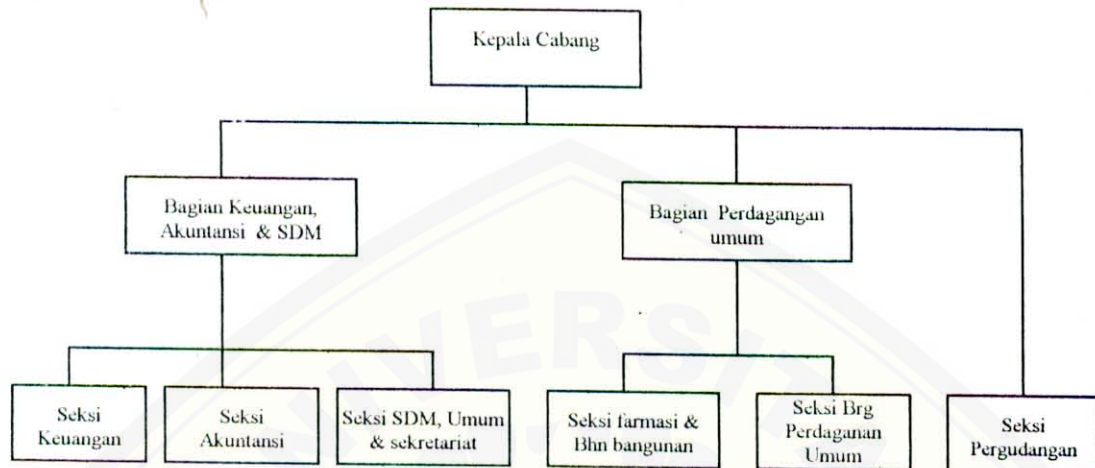 Kepala Cabang
Bagian Keuangan,
Akuntansi & SDM
Bagian Perdagangan
umum
Seksi
Keuangan
Seksi
Akuntansi
Seksi SDM, Umum
& sekretariat
Seksi farmasi &
Bhn bangunan
Seksi Brg
Perdaganan
Umum
Seksi
Pergudangan
NIVERSIT